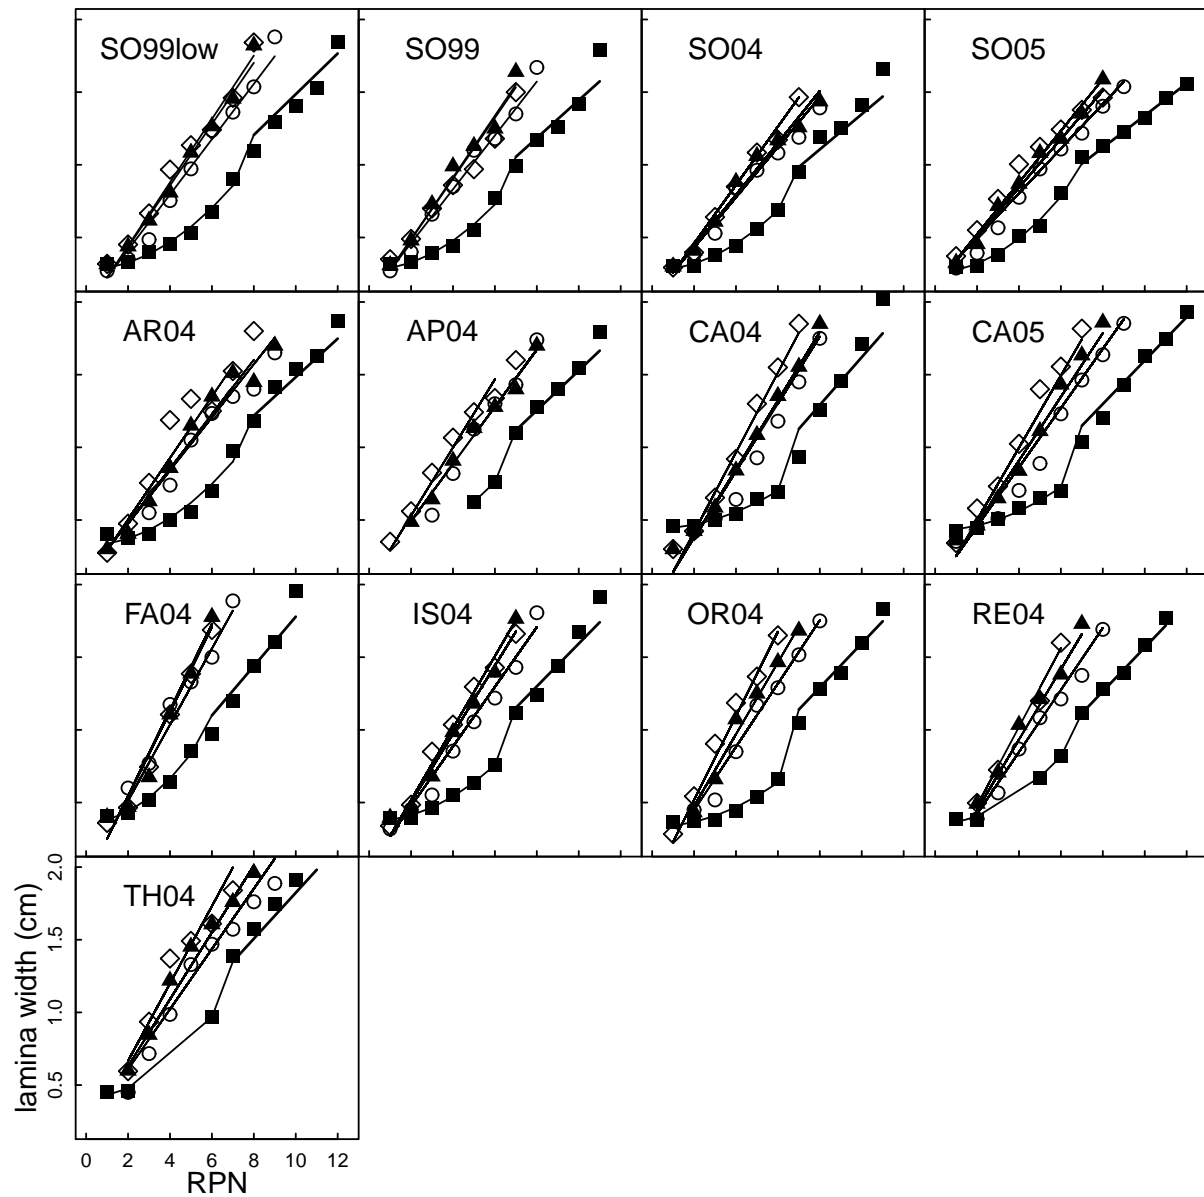 SO99low SO99 SO04 SO05
AR04 AP04 CA04 CA05
FA04 IS04 OR04 RE04
TH04
lamina width (cm)
2.0
1.5
1.0
0.5
0 2 4 6 8 10 12
RPN